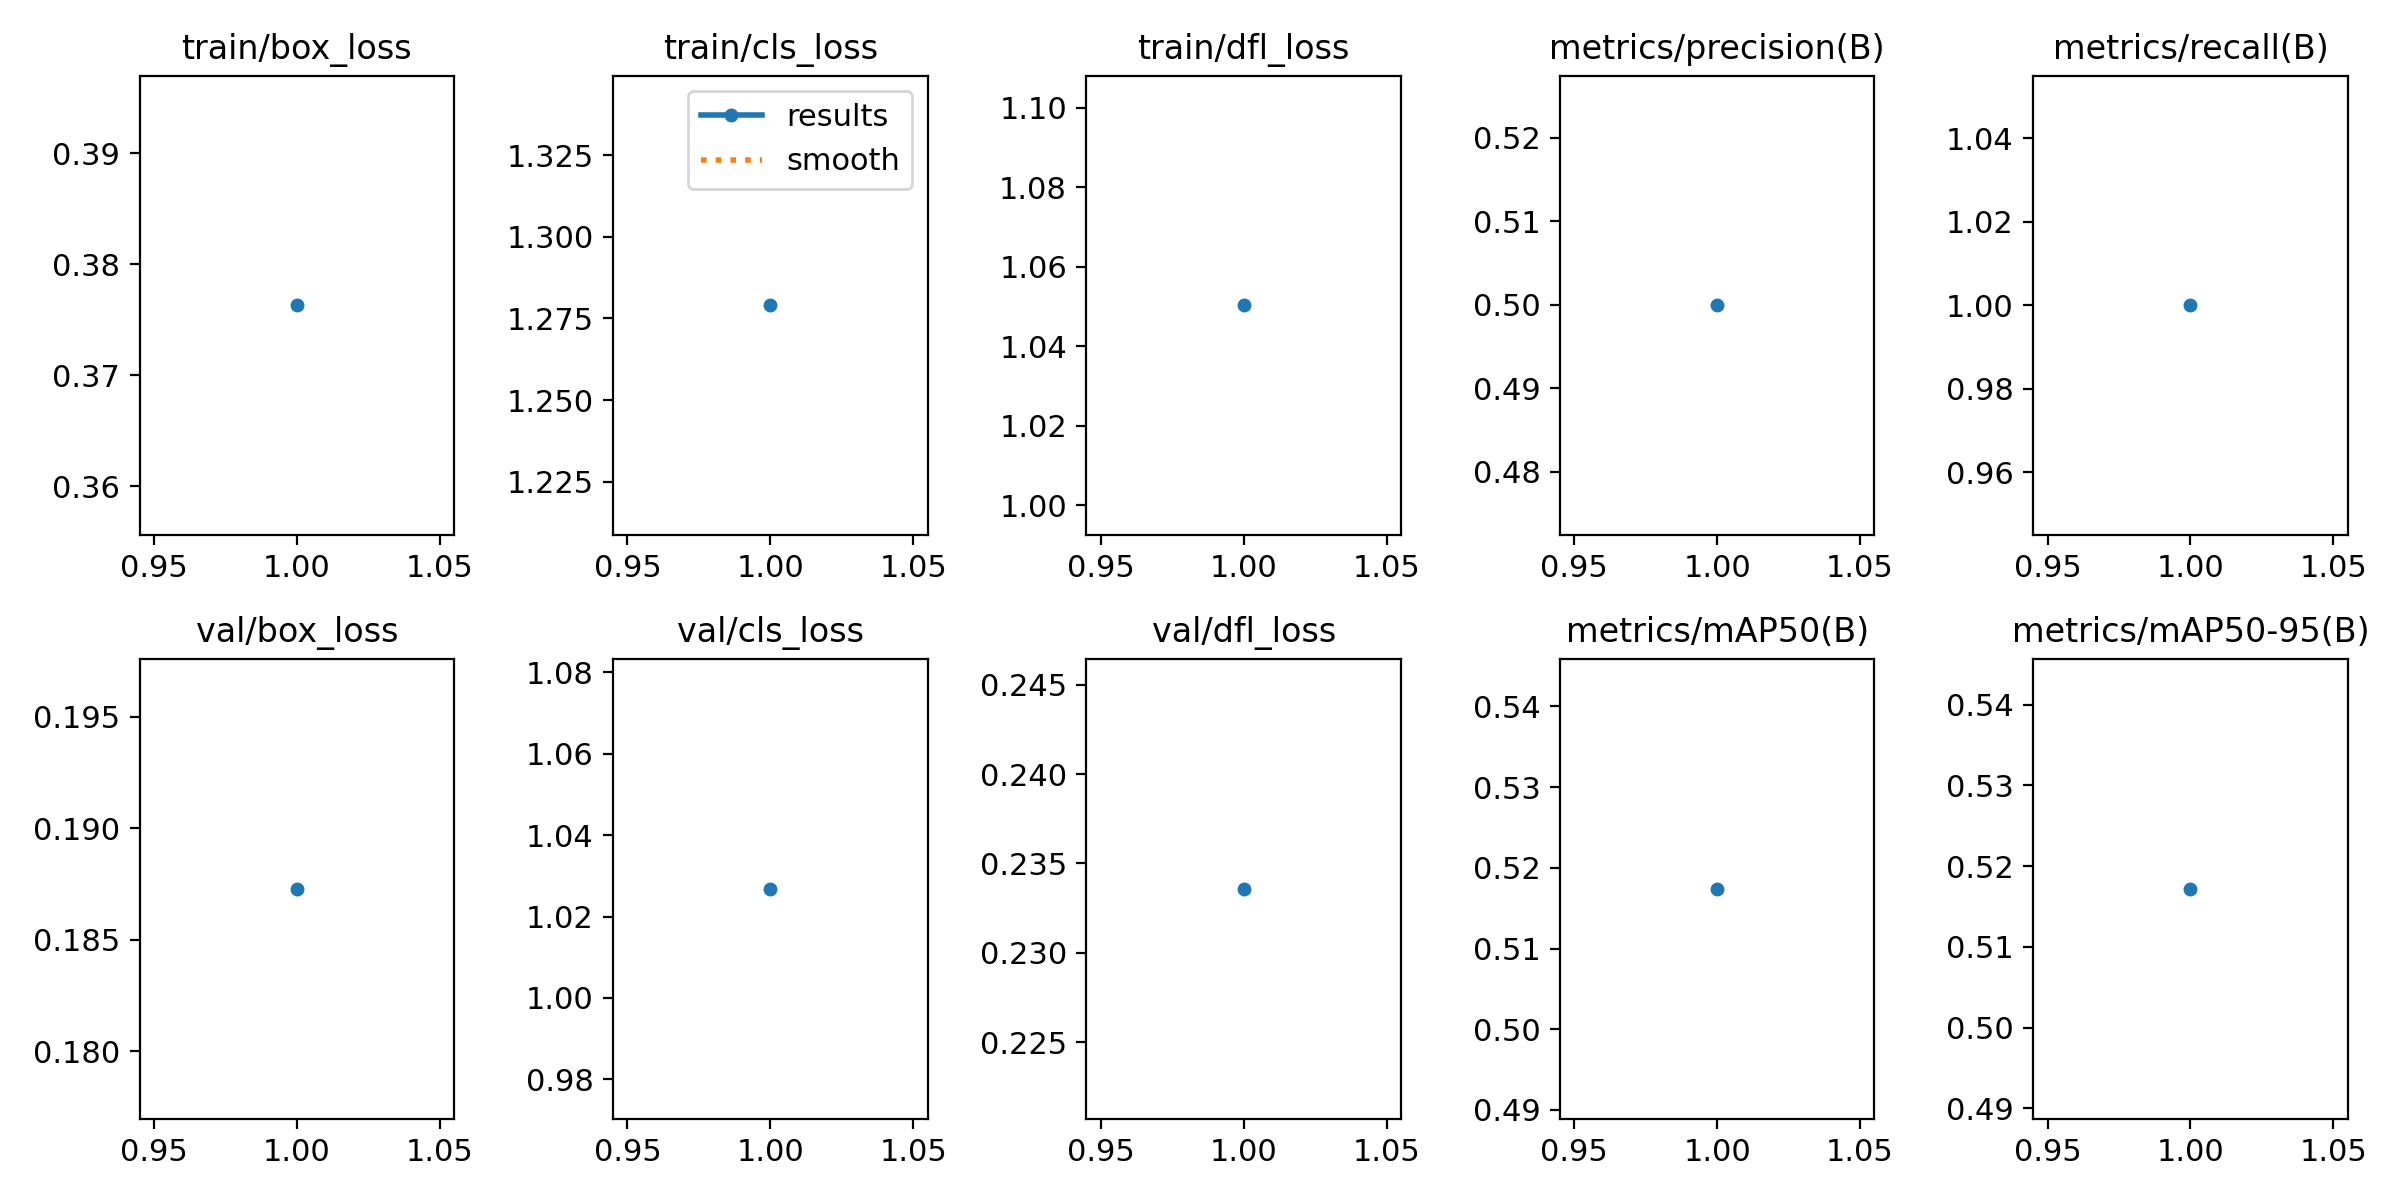 train/box_loss
0.39
0.38
0.37
0.36
0.95 1.00 1.05
train/cls_loss
results
smooth
1.325
1.300
1.275
1.250
1.225
0.95 1.00 1.05
train/dfl_loss
1.10
1.08
1.06
1.04
1.02
1.00
0.95 1.00 1.05
metrics/precision(B)
0.52
0.51
0.50
0.49
0.48
0.95 1.00 1.05
metrics/recall(B)
1.04
1.02
1.00
0.98
0.96
0.95 1.00 1.05
val/box_loss
0.195
0.190
0.185
0.180
0.95 1.00 1.05
val/cls_loss
1.08
1.06
1.04
1.02
1.00
0.98
0.95 1.00 1.05
val/dfl_loss
0.245
0.240
0.235
0.230
0.225
0.95 1.00 1.05
metrics/mAP50(B)
0.54
0.53
0.52
0.51
0.50
0.49
0.95 1.00 1.05
metrics/mAP50-95(B)
0.54
0.53
0.52
0.51
0.50
0.49
0.95 1.00 1.05